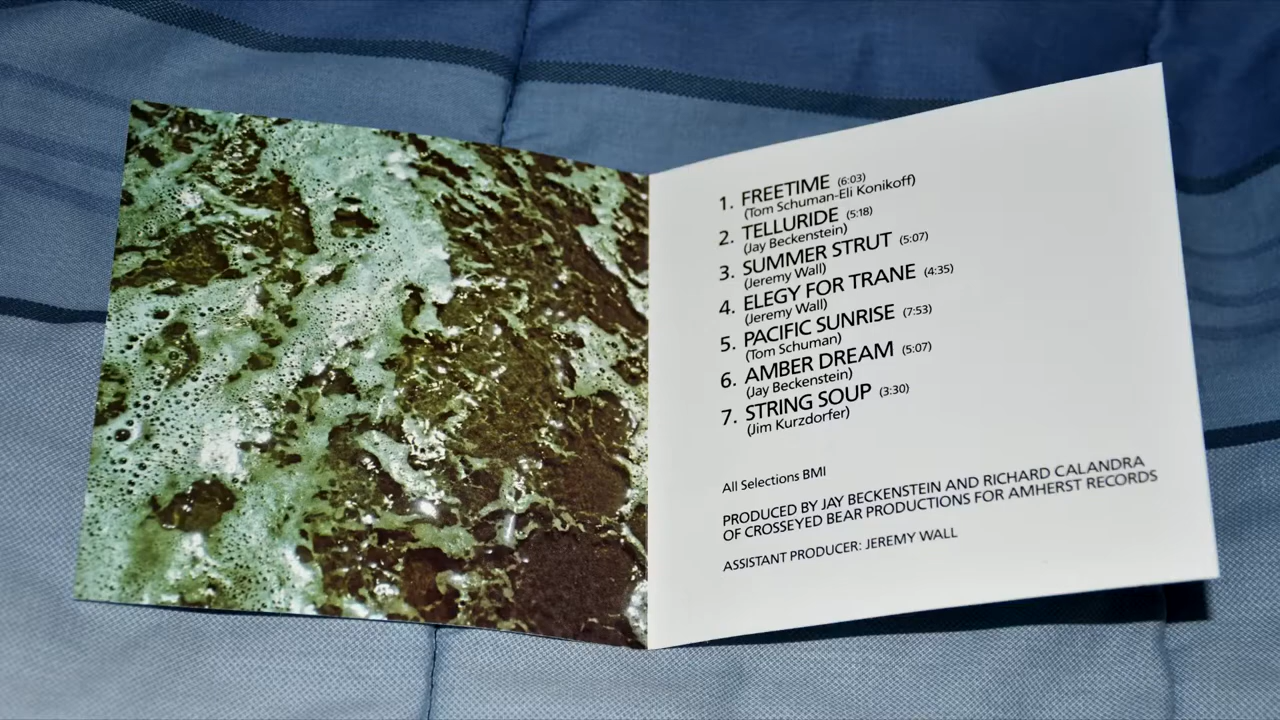 1. FREETIME (6:03)
(Tom Schuman-Eli Konikoff)
2. TELLURIDE (5:18)
(Jay Beckenstein)
3. SUMMER STRUT (5:07)
(Jeremy Wall)
4. ELEGY FOR TRANE (4:35)
(Jeremy Wall)
5. PACIFIC SUNRISE (7:53)
(Tom Schuman)
6. AMBER DREAM (5:07)
(Jay Beckenstein)
7. STRING SOUP (3:30)
(Jim Kurzdorfer)
All Selections BMI
PRODUCED BY JAY BECKENSTEIN AND RICHARD CALANDRA
OF CROSSEYED BEAR PRODUCTIONS FOR AMHERST RECORDS
ASSISTANT PRODUCER: JEREMY WALL